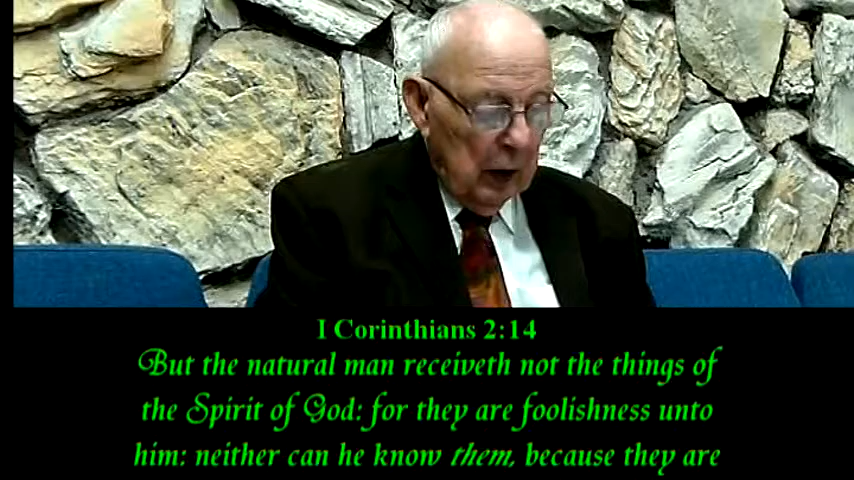 I Corinthians 2:14
But the natural man receiveth not the things of
the Spirit of God: for they are foolishness unto
him: neither can he know them, because they are